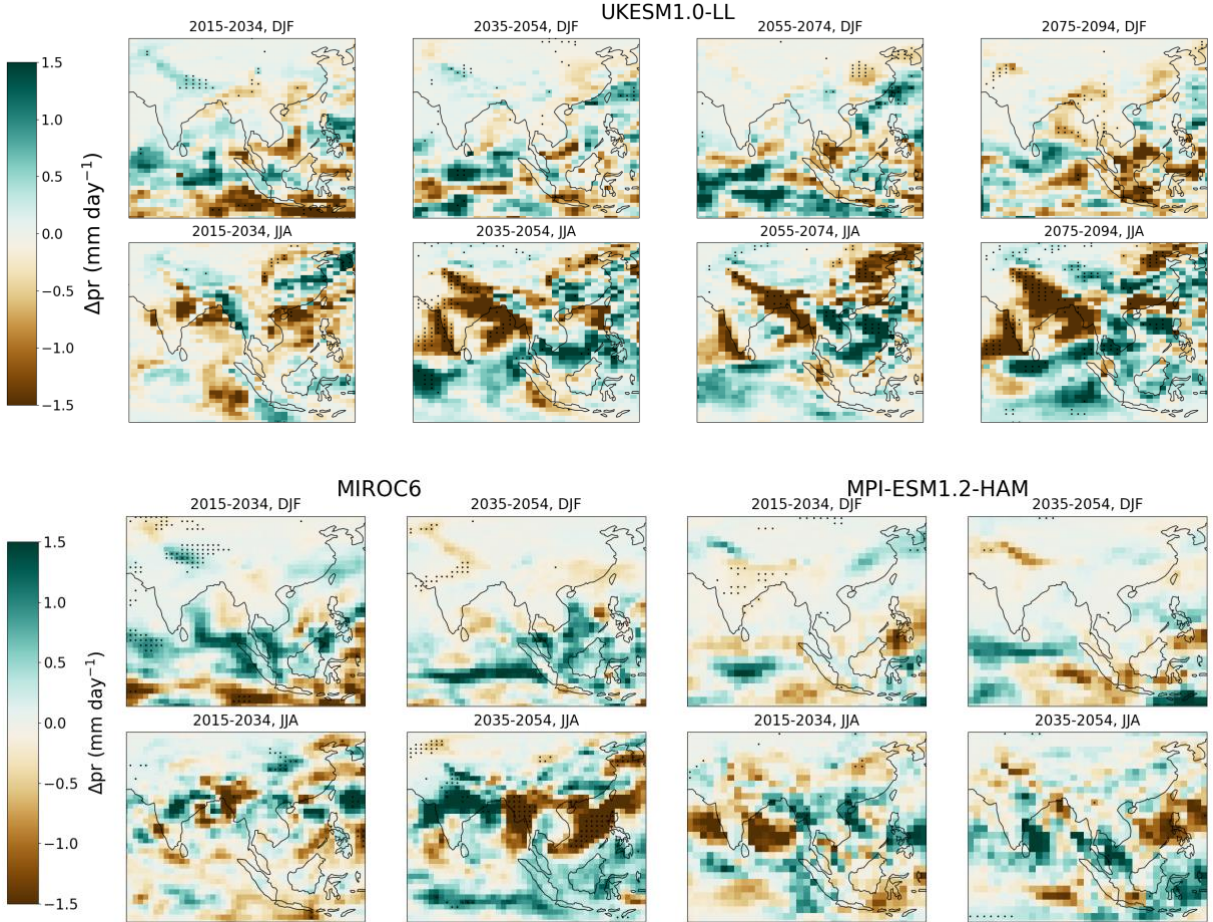 UKESM1.0-LL
2015-2034, DJF
2035-2054, DJF
2055-2074, DJF
2075-2094, DJF
1.5
1.0
0.5
0.0
−0.5
−1.0
−1.5
Δpr (mm day−1)
2015-2034, JJA
2035-2054, JJA
2055-2074, JJA
2075-2094, JJA
MIROC6
MPI-ESM1.2-HAM
2015-2034, DJF
2035-2054, DJF
2015-2034, DJF
2035-2054, DJF
1.5
1.0
0.5
0.0
−0.5
−1.0
−1.5
Δpr (mm day−1)
2015-2034, JJA
2035-2054, JJA
2015-2034, JJA
2035-2054, JJA